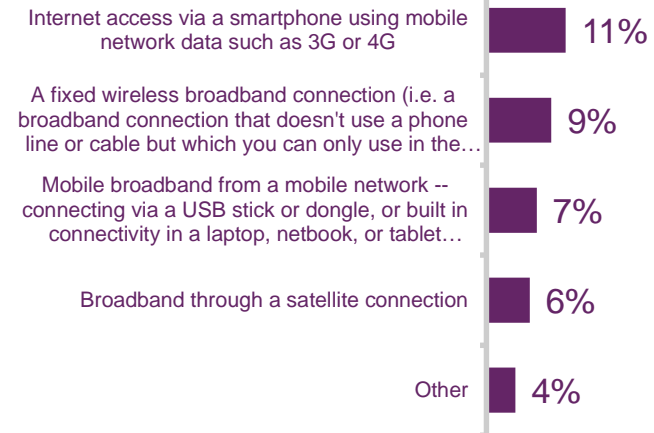 Internet access via a smartphone using mobile
network data such as 3G or 4G
11%
A fixed wireless broadband connection (i.e. a
broadband connection that doesn't use a phone
line or cable but which you can only use in the…
9%
Mobile broadband from a mobile network --
connecting via a USB stick or dongle, or built in
connectivity in a laptop, netbook, or tablet…
7%
Broadband through a satellite connection
6%
Other
4%